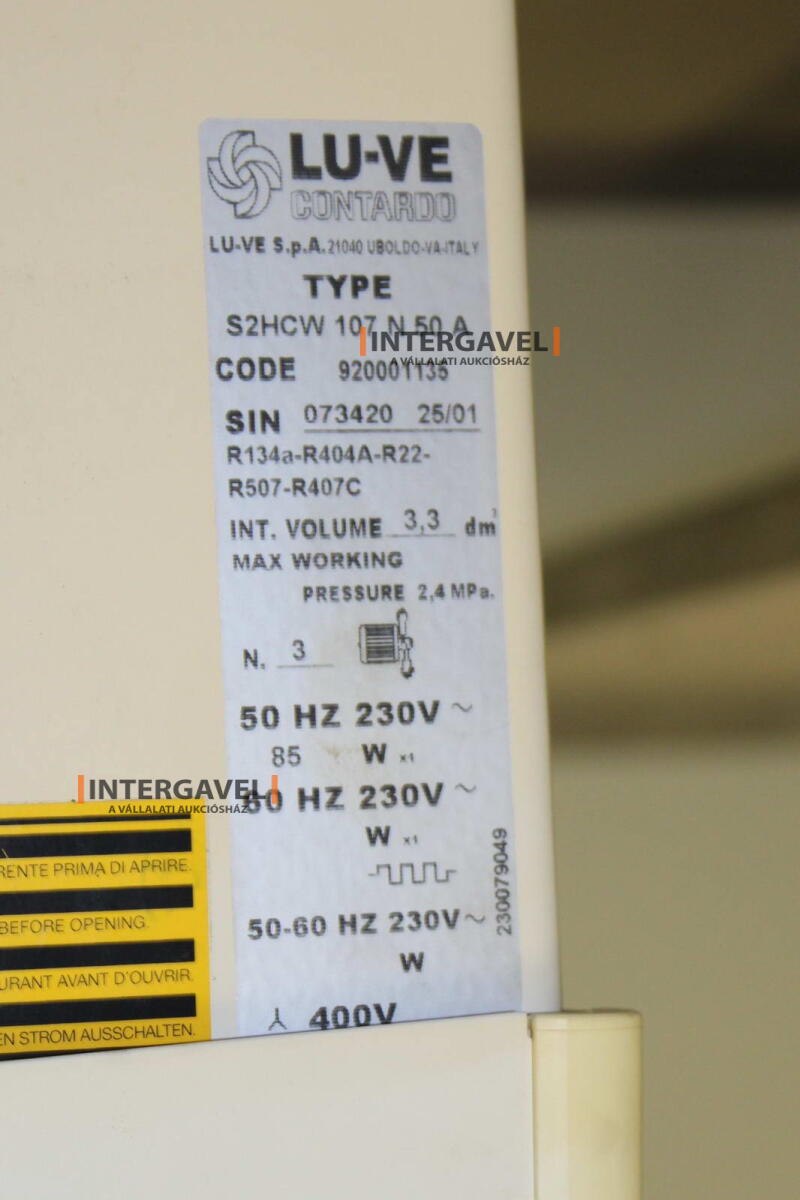 LU-VE
CONTARDO
LU-VE S.p.A. 21040 UBOLDO-VA-ITALY
TYPE
S2HCW 107 N 50 A
INTERGAVEL
A VÁLLALATI AUKCIÓSHÁZ
CODE 920001135
SIN 073420 25/01
R134a-R404A-R22-
R507-R407C
INT. VOLUME 3,3 dm³
MAX WORKING
PRESSURE 2,4 MPa.
N. 3
50 HZ 230V ~
85 W x1
INTERGAVEL
A VÁLLALATI AUKCIÓSHÁZ
60 HZ 230V ~
W x1
230079049
50-60 HZ 230V ~
W
400V
RENTE PRIMA DI APRIRE.
BEFORE OPENING.
URANT AVANT D'OUVRIR.
EN STROM AUSSCHALTEN.